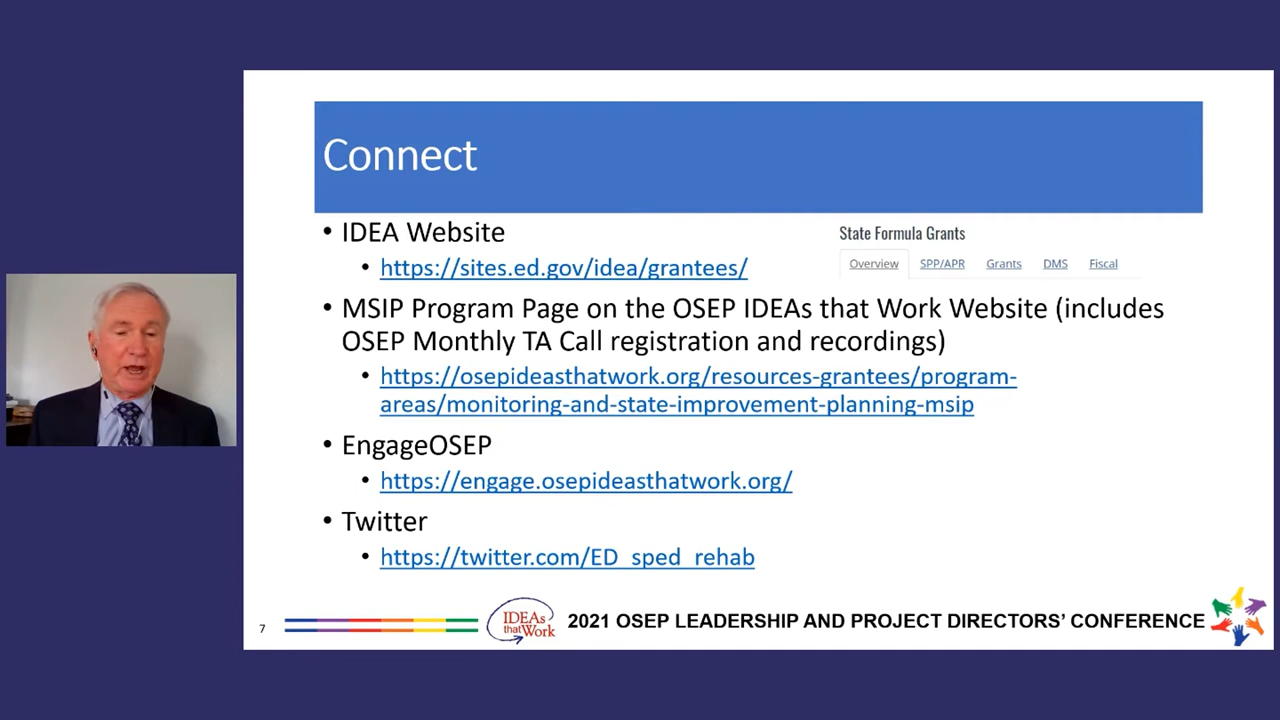 Connect
• IDEA Website
• https://sites.ed.gov/idea/grantees/
State Formula Grants
Overview SPP/APR Grants DMS Fiscal
• MSIP Program Page on the OSEP IDEAs that Work Website (includes
OSEP Monthly TA Call registration and recordings)
• https://osepideasthatwork.org/resources-grantees/program-
areas/monitoring-and-state-improvement-planning-msip
• EngageOSEP
• https://engage.osepideasthatwork.org/
• Twitter
• https://twitter.com/ED_sped_rehab
7
IDEAs
that Work
2021 OSEP LEADERSHIP AND PROJECT DIRECTORS' CONFERENCE